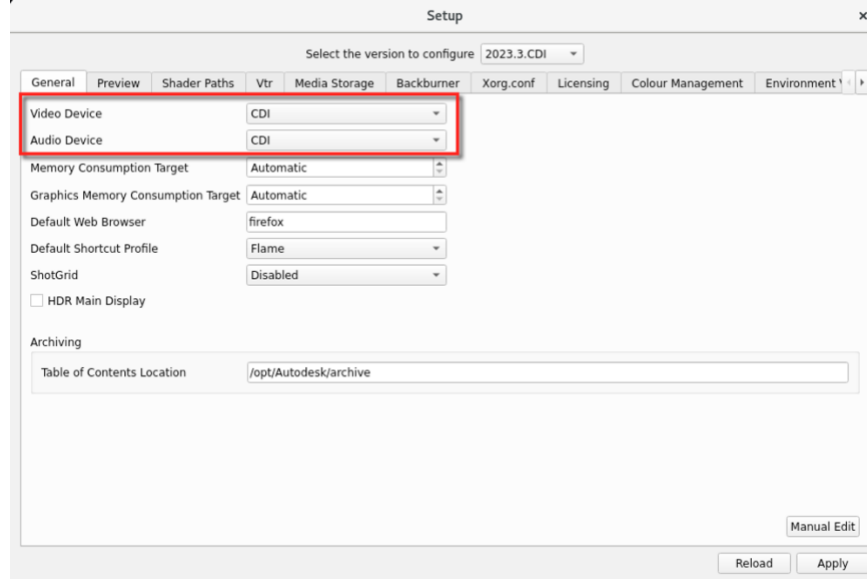 Setup
Select the version to configure 2023.3.CDI
General Preview Shader Paths Vtr Media Storage Backburner Xorg.conf Licensing Colour Management Environment
Video Device CDI
Audio Device CDI
Memory Consumption Target Automatic
Graphics Memory Consumption Target Automatic
Default Web Browser firefox
Default Shortcut Profile Flame
ShotGrid Disabled
HDR Main Display
Archiving
Table of Contents Location /opt/Autodesk/archive
Manual Edit
Reload Apply